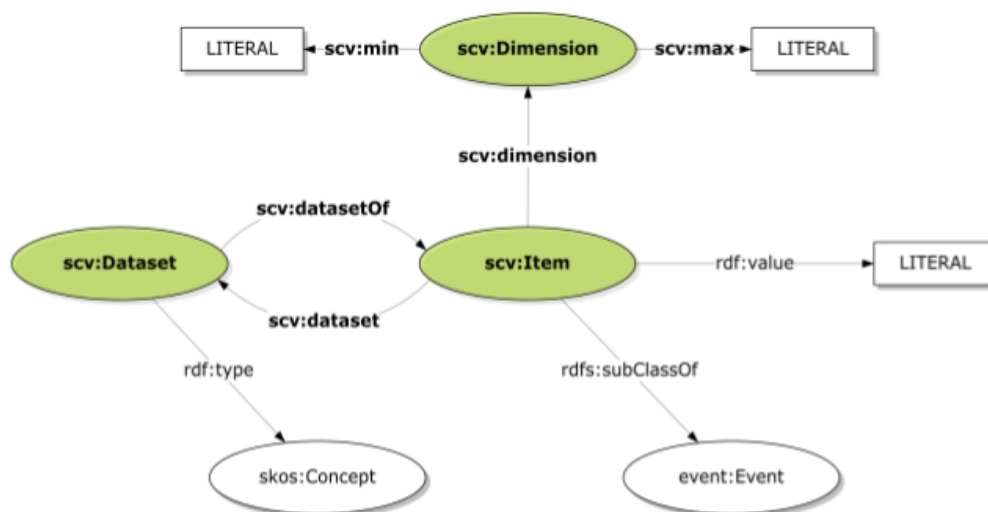 LITERAL
scv:min
scv:Dimension
scv:max
LITERAL
scv:dimension
scv:datasetOf
scv:Dataset
scv:Item
rdf:value
LITERAL
scv:dataset
rdf:type
rdfs:subClassOf
skos:Concept
event:Event